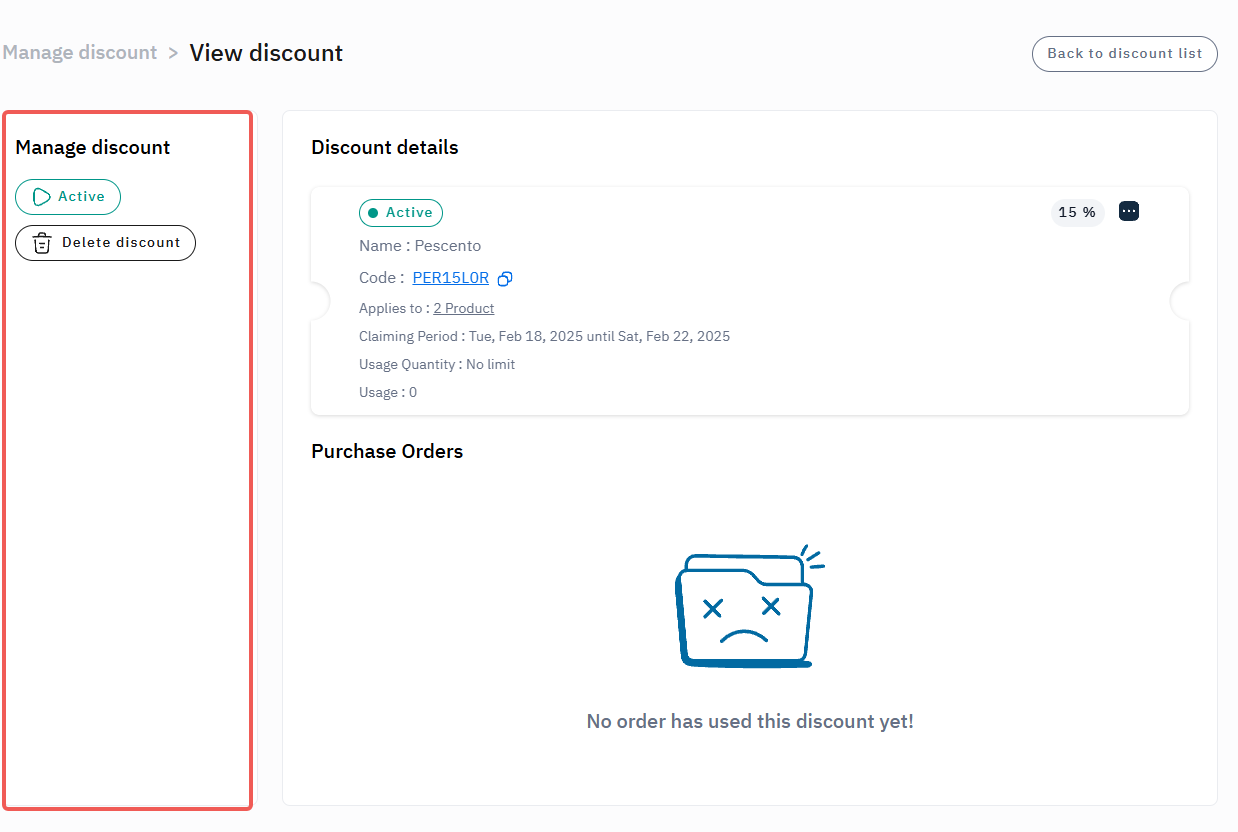 Manage discount > View discount
Back to discount list
Manage discount
Active
Delete discount
Discount details
Active
15 %
Name : Pescento
Code : PER15L0R
Applies to : 2 Product
Claiming Period : Tue, Feb 18, 2025 until Sat, Feb 22, 2025
Usage Quantity : No limit
Usage : 0
Purchase Orders
No order has used this discount yet!